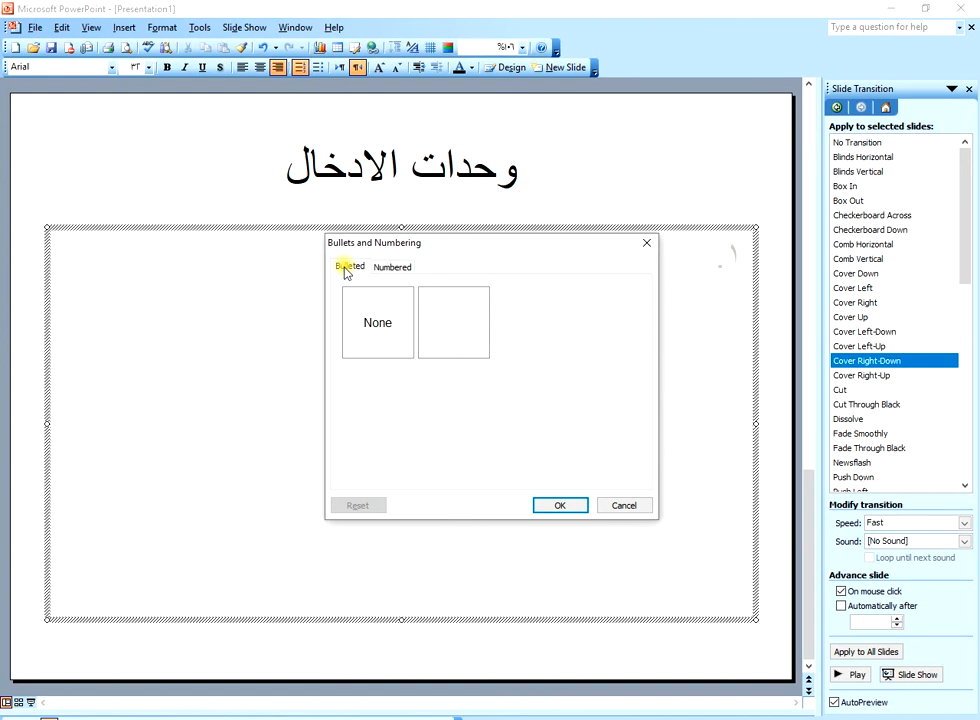 Microsoft PowerPoint - [Presentation1]
File Edit View Insert Format Tools Slide Show Window Help
Type a question for help
%١٠٦
Arial ٣٢ B I U S A A A Design New Slide
Slide Transition
Apply to selected slides:
No Transition
Blinds Horizontal
Blinds Vertical
Box In
Box Out
Checkerboard Across
Checkerboard Down
Comb Horizontal
Comb Vertical
Cover Down
Cover Left
Cover Right
Cover Up
Cover Left-Down
Cover Left-Up
Cover Right-Down
Cover Right-Up
Cut
Cut Through Black
Dissolve
Fade Smoothly
Fade Through Black
Newsflash
Push Down
Push Left
Modify transition
Speed: Fast
Sound: [No Sound]
Loop until next sound
Advance slide
On mouse click
Automatically after
Apply to All Slides
Play Slide Show
AutoPreview
وحدات الادخال
Bullets and Numbering
Bulleted Numbered
None
Reset OK Cancel